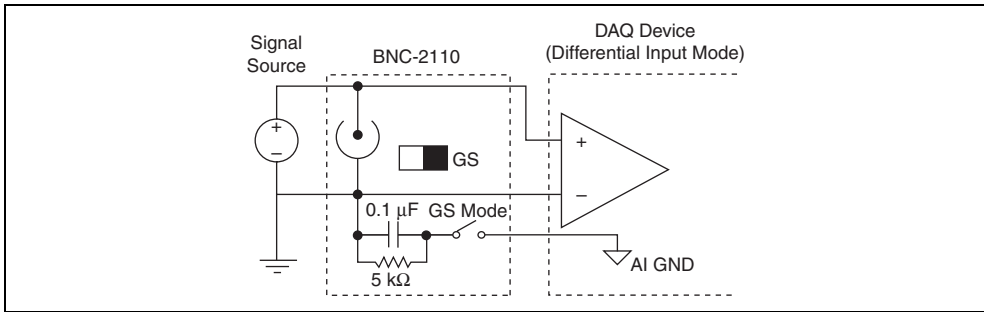 Signal
Source
BNC-2110
DAQ Device
(Differential Input Mode)
+
–
GS
+
–
0.1 μF
GS Mode
5 kΩ
AI GND